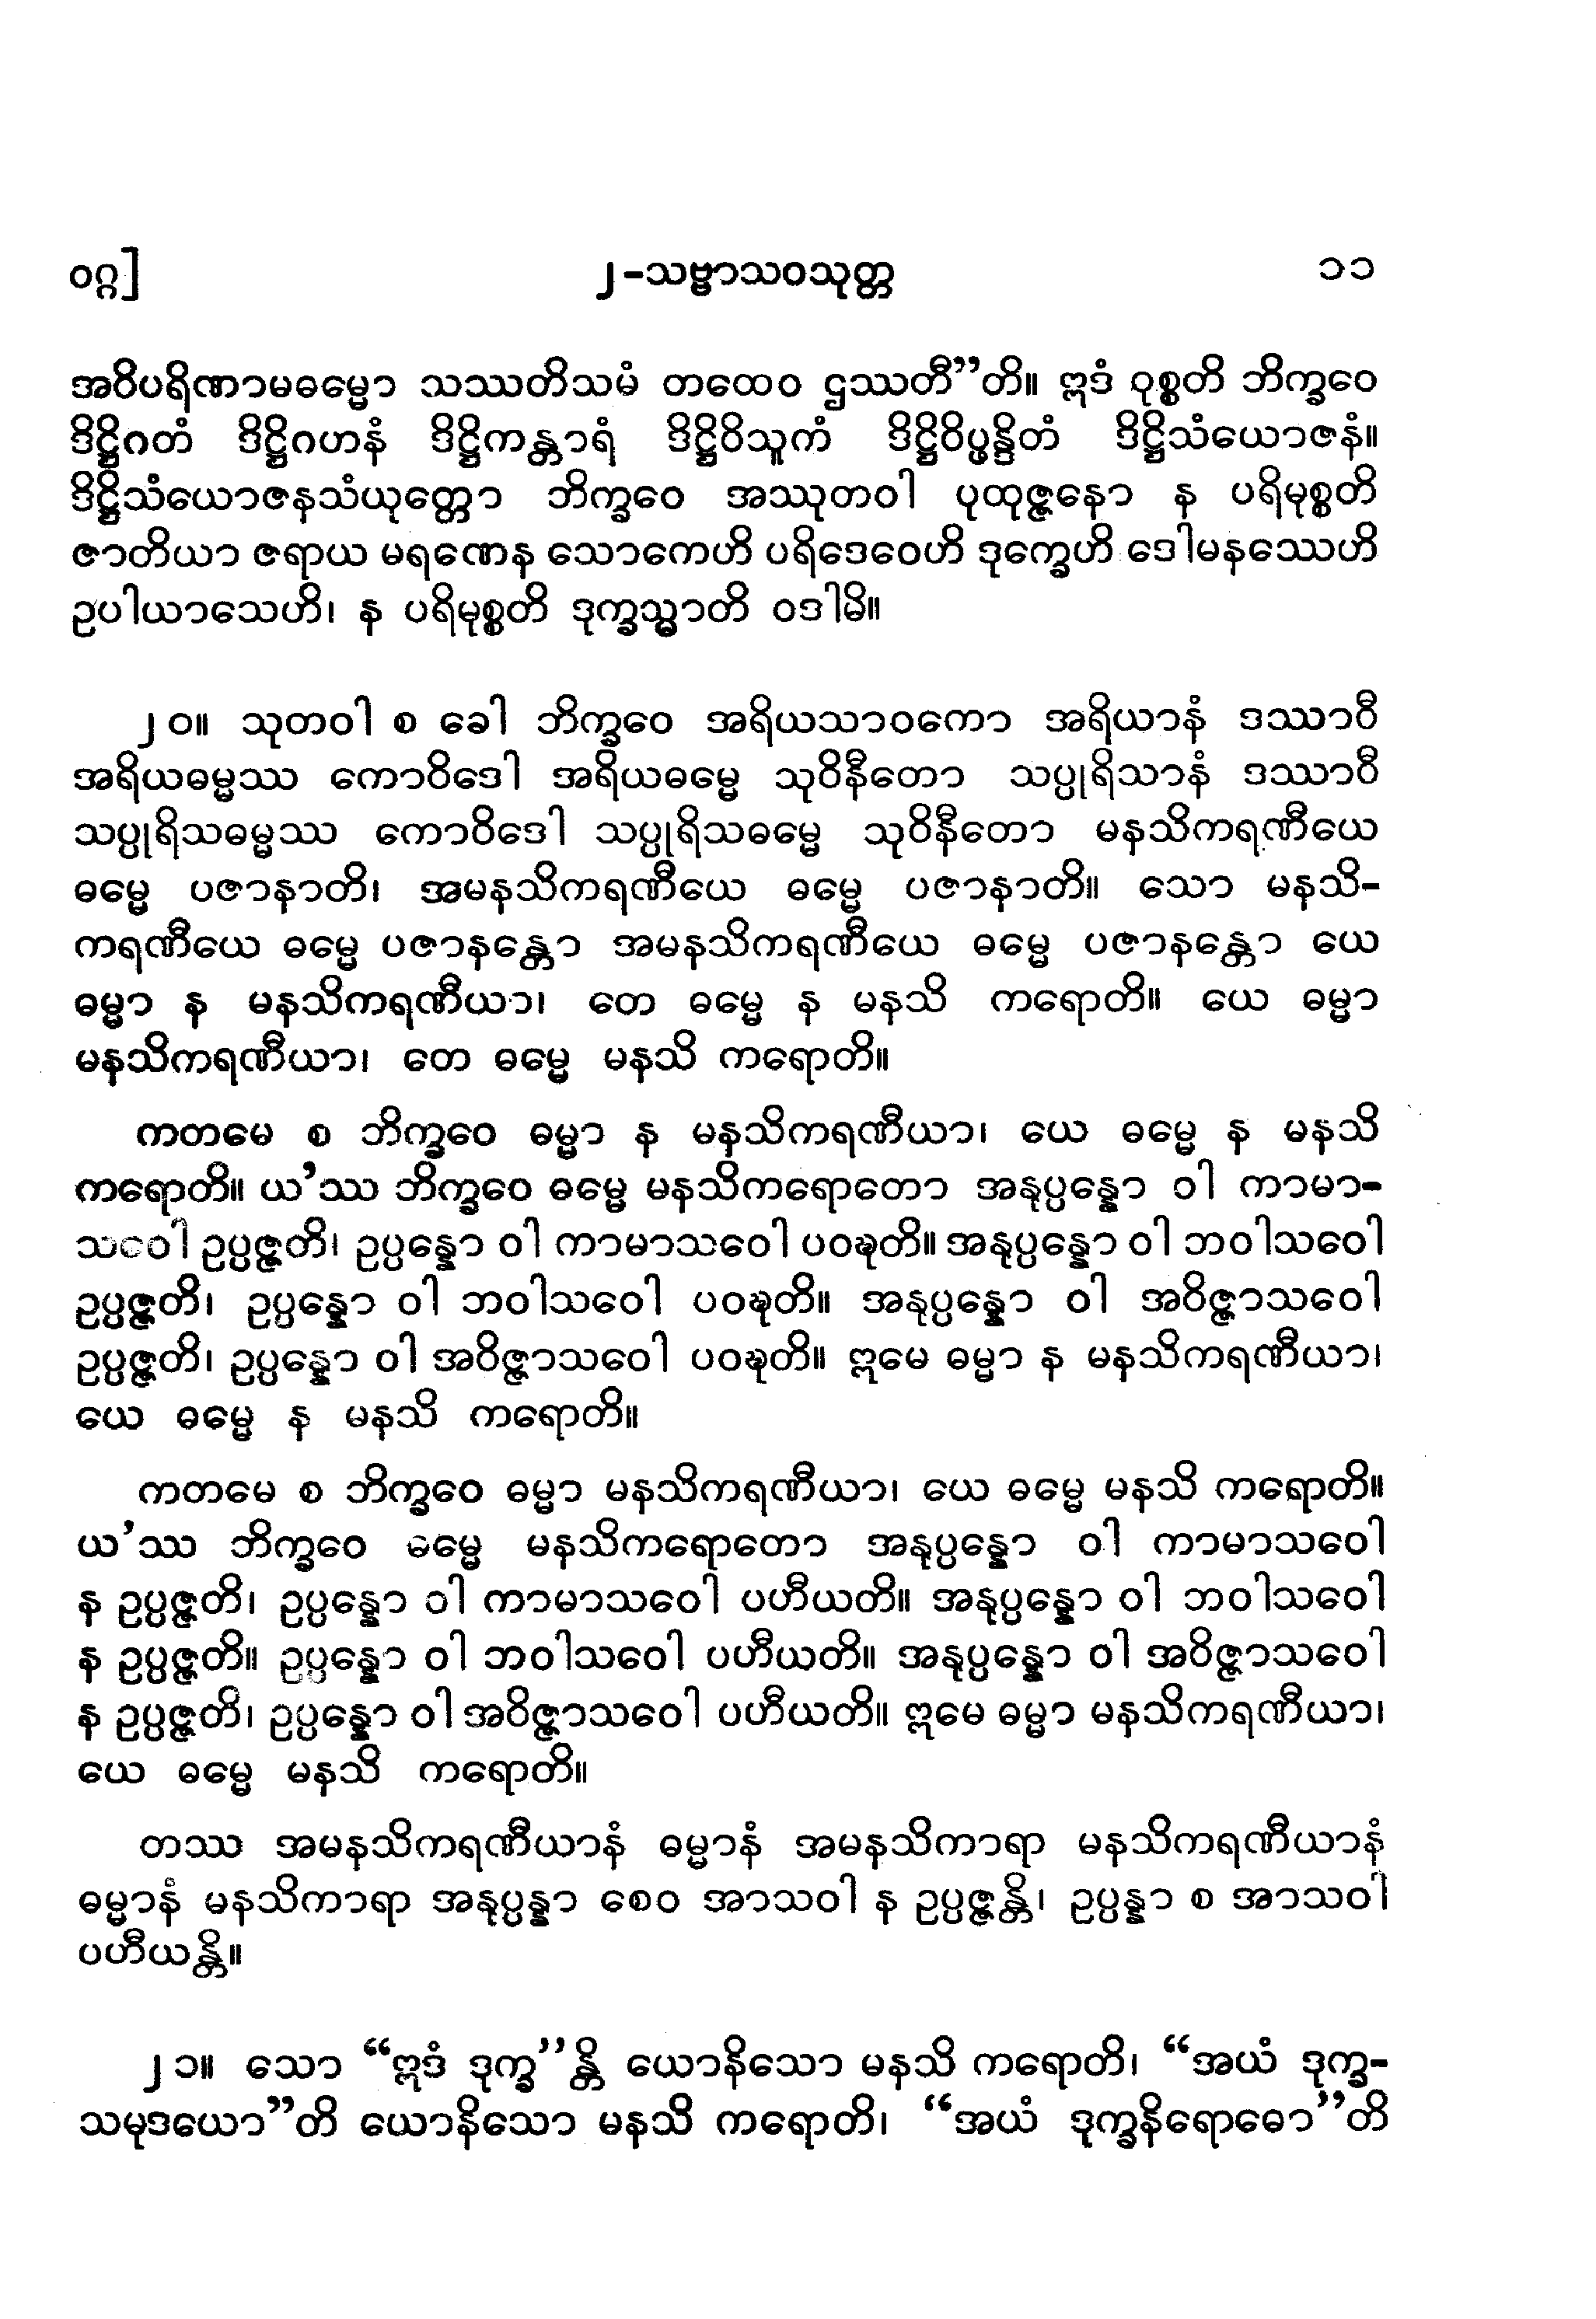 ဝဂ္ဂ] ၂-သဗ္ဗာသဝသုတ္တ ၁၁
အဝိပရိဏာမဓမ္မော သဿတိသမံ တထေဝ ဌဿတီ”တိ။ ဣဒံ ဝုစ္စတိ ဘိက္ခဝေ
ဒိဋ္ဌိဂတံ ဒိဋ္ဌိဂဟနံ ဒိဋ္ဌိကန္တာရံ ဒိဋ္ဌိဝိသူကံ ဒိဋ္ဌိဝိပ္ဖန္ဒိတံ ဒိဋ္ဌိသံယောဇနံ။
ဒိဋ္ဌိသံယောဇနသံယုတ္တော ဘိက္ခဝေ အဿုတဝါ ပုထုဇ္ဇနော န ပရိမုစ္စတိ
ဇာတိယာ ဇရာယ မရဏေန သောကေဟိ ပရိဒေဝေဟိ ဒုက္ခေဟိ ဒေါမနဿေဟိ
ဥပါယာသေဟိ၊ န ပရိမုစ္စတိ ဒုက္ခသ္မာတိ ဝဒါမိ။
၂၀။ သုတဝါ စ ခေါ ဘိက္ခဝေ အရိယသာဝကော အရိယာနံ ဒဿာဝီ
အရိယဓမ္မဿ ကောဝိဒေါ အရိယဓမ္မေ သုဝိနီတော သပ္ပုရိသာနံ ဒဿာဝီ
သပ္ပုရိသဓမ္မဿ ကောဝိဒေါ သပ္ပုရိသဓမ္မေ သုဝိနီတော မနသိကရဏီယေ
ဓမ္မေ ပဇာနာတိ၊ အမနသိကရဏီယေ ဓမ္မေ ပဇာနာတိ။ သော မနသိ-
ကရဏီယေ ဓမ္မေ ပဇာနန္တော အမနသိကရဏီယေ ဓမ္မေ ပဇာနန္တော ယေ
ဓမ္မာ န မနသိကရဏီယာ၊ တေ ဓမ္မေ န မနသိ ကရောတိ။ ယေ ဓမ္မာ
မနသိကရဏီယာ၊ တေ ဓမ္မေ မနသိ ကရောတိ။
ကတမေ စ ဘိက္ခဝေ ဓမ္မာ န မနသိကရဏီယာ၊ ယေ ဓမ္မေ န မနသိ
ကရောတိ။ ယ’ဿ ဘိက္ခဝေ ဓမ္မေ မနသိကရောတော အနုပ္ပန္နော ဝါ ကာမာ-
သဝေါ ဥပ္ပဇ္ဇတိ၊ ဥပ္ပန္နော ဝါ ကာမာသဝေါ ပဝဍ္ဎတိ။ အနုပ္ပန္နော ဝါ ဘဝါသဝေါ
ဥပ္ပဇ္ဇတိ၊ ဥပ္ပန္နော ဝါ ဘဝါသဝေါ ပဝဍ္ဎတိ။ အနုပ္ပန္နော ဝါ အဝိဇ္ဇာသဝေါ
ဥပ္ပဇ္ဇတိ၊ ဥပ္ပန္နော ဝါ အဝိဇ္ဇာသဝေါ ပဝဍ္ဎတိ။ ဣမေ ဓမ္မာ န မနသိကရဏီယာ၊
ယေ ဓမ္မေ န မနသိ ကရောတိ။
ကတမေ စ ဘိက္ခဝေ ဓမ္မာ မနသိကရဏီယာ၊ ယေ ဓမ္မေ မနသိ ကရောတိ။
ယ’ဿ ဘိက္ခဝေ ဓမ္မေ မနသိကရောတော အနုပ္ပန္နော ဝါ ကာမာသဝေါ
န ဥပ္ပဇ္ဇတိ၊ ဥပ္ပန္နော ဝါ ကာမာသဝေါ ပဟီယတိ။ အနုပ္ပန္နော ဝါ ဘဝါသဝေါ
န ဥပ္ပဇ္ဇတိ။ ဥပ္ပန္နော ဝါ ဘဝါသဝေါ ပဟီယတိ။ အနုပ္ပန္နော ဝါ အဝိဇ္ဇာသဝေါ
န ဥပ္ပဇ္ဇတိ၊ ဥပ္ပန္နော ဝါ အဝိဇ္ဇာသဝေါ ပဟီယတိ။ ဣမေ ဓမ္မာ မနသိကရဏီယာ၊
ယေ ဓမ္မေ မနသိ ကရောတိ။
တဿ အမနသိကရဏီယာနံ ဓမ္မာနံ အမနသိကာရာ မနသိကရဏီယာနံ
ဓမ္မာနံ မနသိကာရာ အနုပ္ပန္နာ စေဝ အာသဝါ န ဥပ္ပဇ္ဇန္တိ၊ ဥပ္ပန္နာ စ အာသဝါ
ပဟီယန္တိ။
၂၁။ သော “ဣဒံ ဒုက္ခ”န္တိ ယောနိသော မနသိ ကရောတိ၊ “အယံ ဒုက္ခ-
သမုဒယော”တိ ယောနိသော မနသိ ကရောတိ၊ “အယံ ဒုက္ခနိရောဓော”တိ